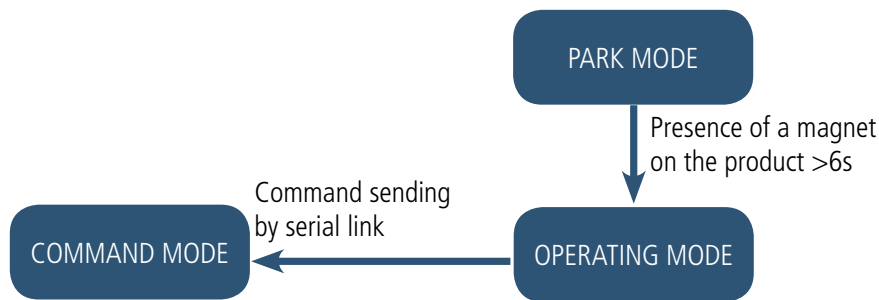 PARK MODE
Presence of a magnet
on the product >6s
Command sending
by serial link
COMMAND MODE
OPERATING MODE